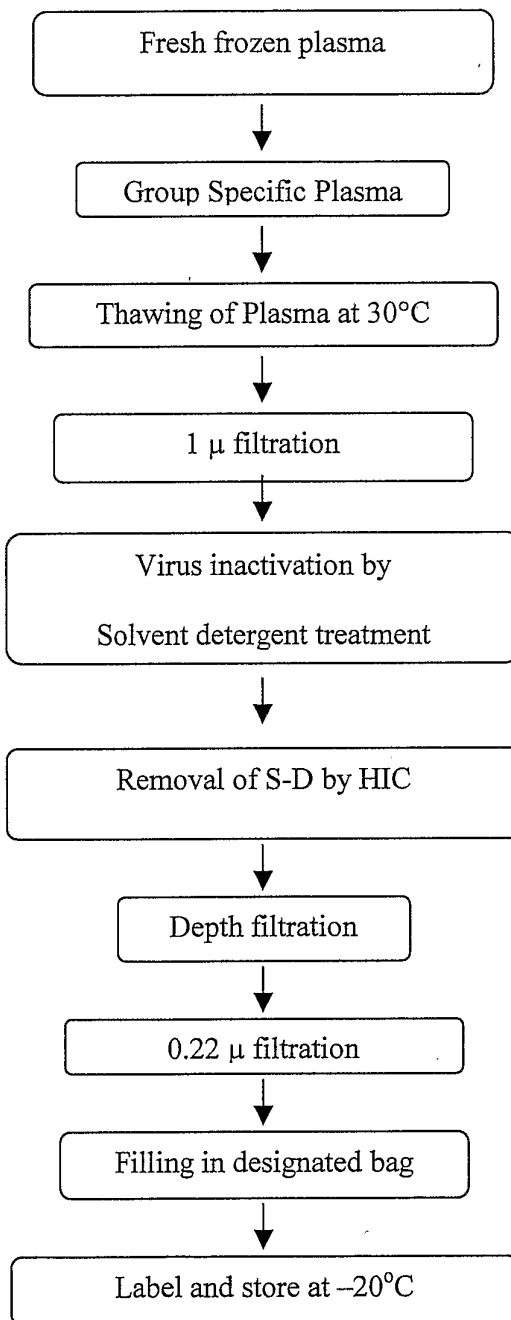 Fresh frozen plasma
Group Specific Plasma
Thawing of Plasma at 30°C
1 μ filtration
Virus inactivation by
Solvent detergent treatment
Removal of S-D by HIC
Depth filtration
0.22 μ filtration
Filling in designated bag
Label and store at –20°C